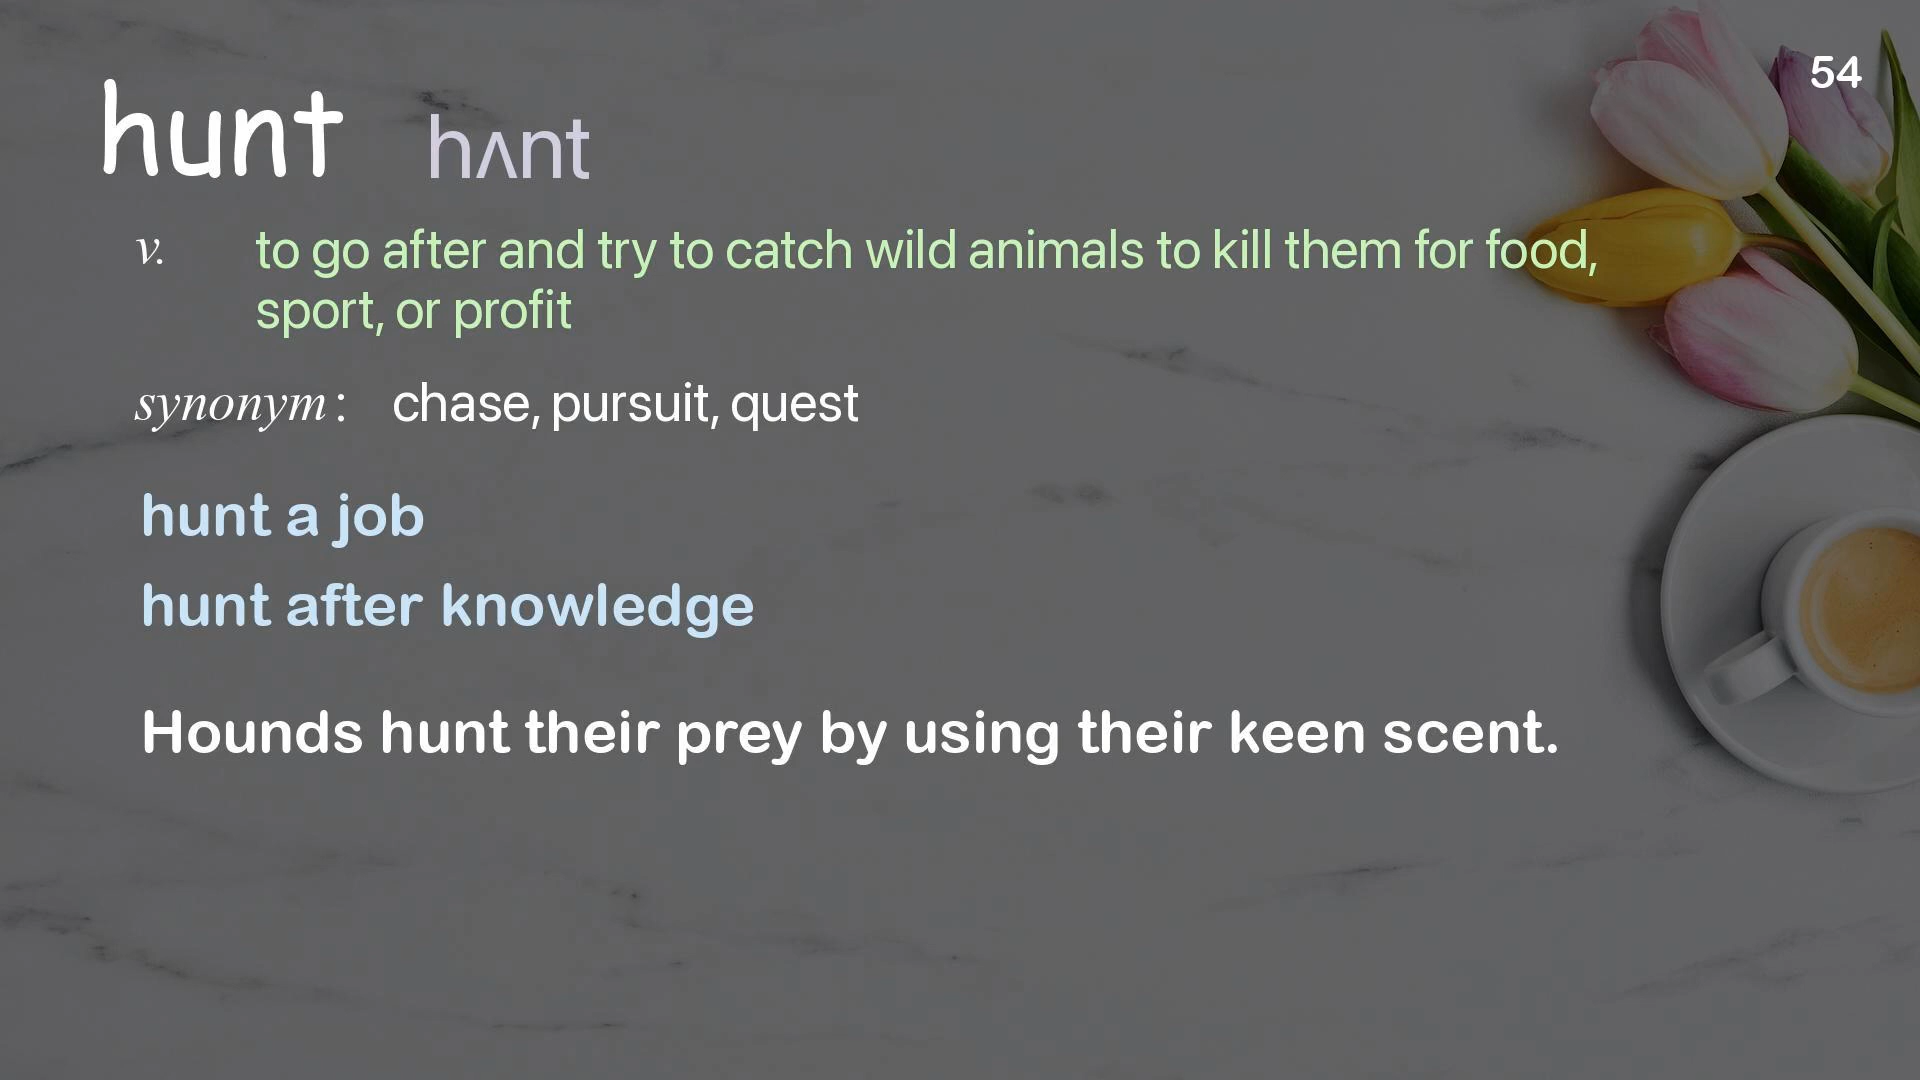 54
hunt hʌnt
v. to go after and try to catch wild animals to kill them for food,
sport, or profit
synonym : chase, pursuit, quest
hunt a job
hunt after knowledge
Hounds hunt their prey by using their keen scent.